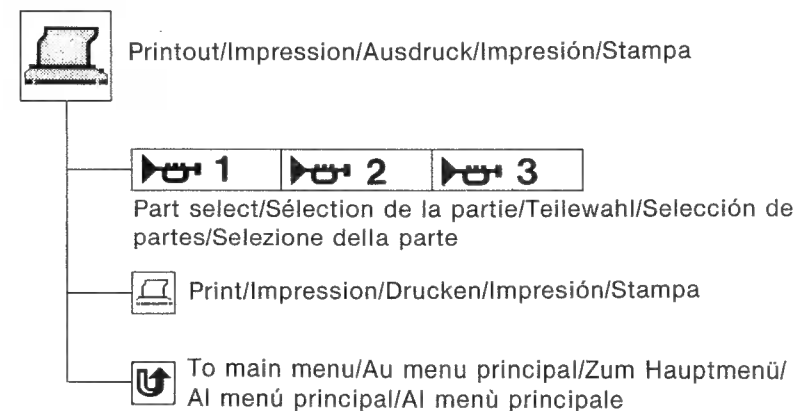 Printout/Impression/Ausdruck/Impresión/Stampa
1 2 3
Part select/Sélection de la partie/Teilewahl/Selección de
partes/Selezione della parte
Print/Impression/Drucken/Impresión/Stampa
To main menu/Au menu principal/Zum Hauptmenü/
Al menú principal/Al menù principale